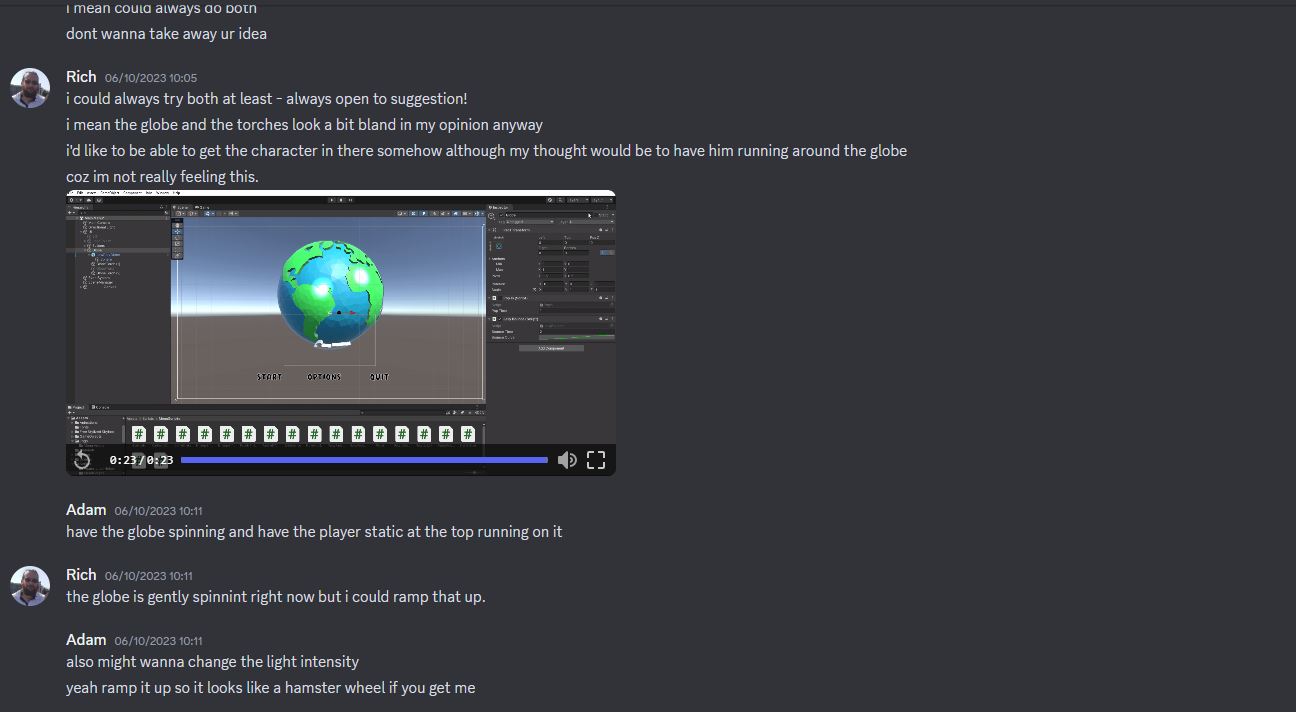 i mean could always do both
dont wanna take away ur idea
Rich 06/10/2023 10:05
i could always try both at least - always open to suggestion!
i mean the globe and the torches look a bit bland in my opinion anyway
i'd like to be able to get the character in there somehow although my thought would be to have him running around the globe
coz im not really feeling this.
START OPTIONS QUIT
0:23/0:23
Adam 06/10/2023 10:11
have the globe spinning and have the player static at the top running on it
Rich 06/10/2023 10:11
the globe is gently spinnint right now but i could ramp that up.
Adam 06/10/2023 10:11
also might wanna change the light intensity
yeah ramp it up so it looks like a hamster wheel if you get me